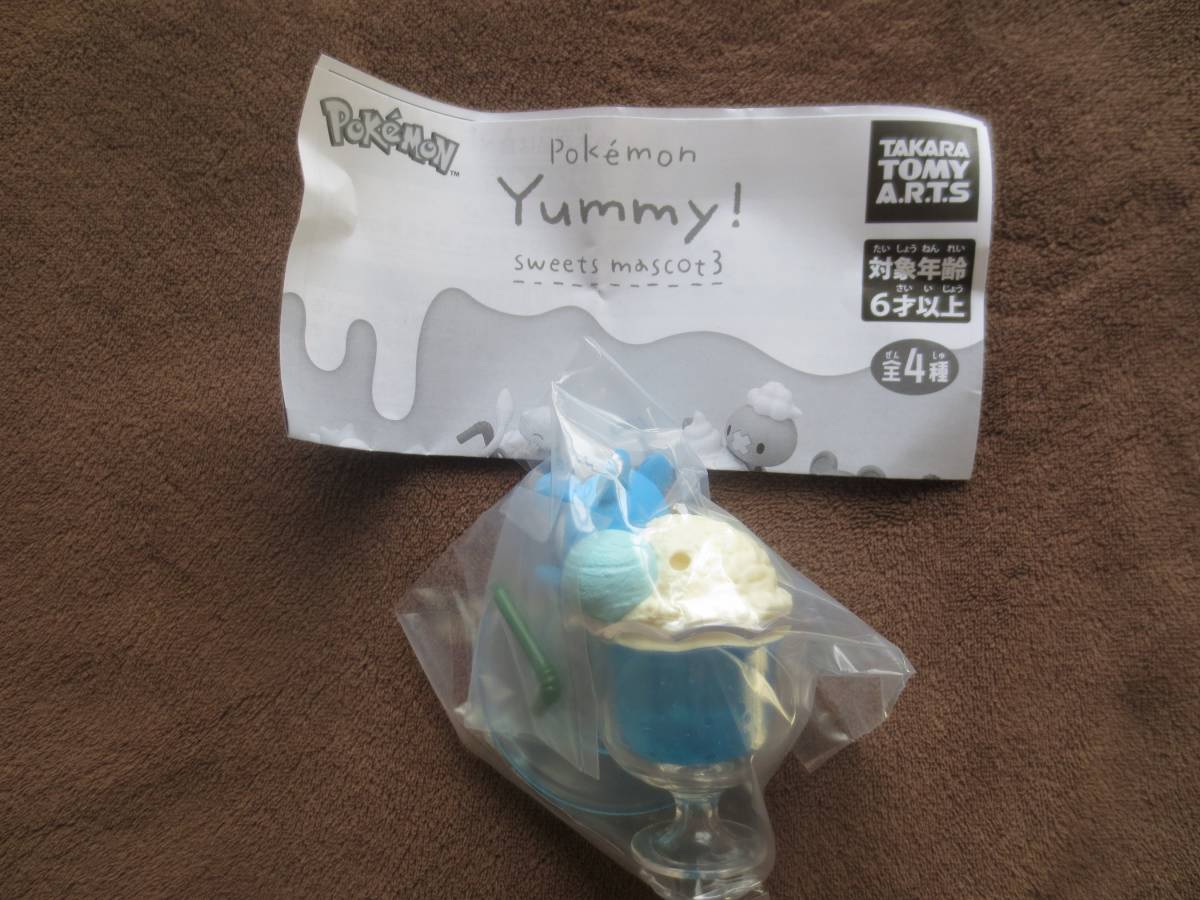 POKéMON
TM
Pokémon
Yummy!
sweets mascot3
TAKARA
TOMY
A.R.T.S
たい しょう ねん れい
対象年齢
さい い じょう
6才以上
ぜん しゅ
全4種